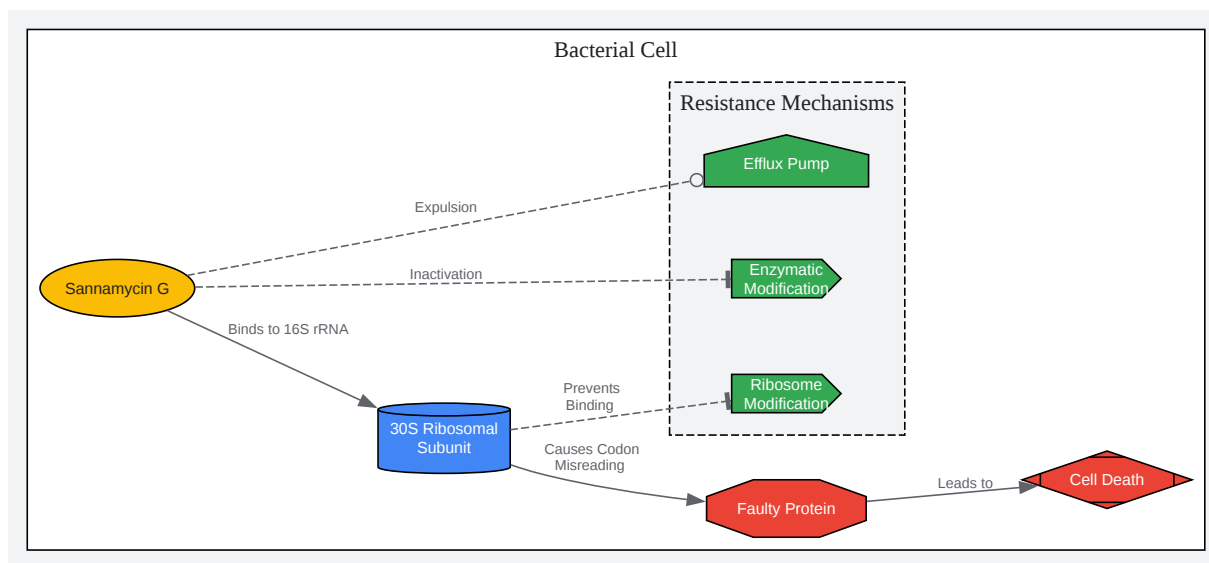 Bacterial Cell
Resistance Mechanisms
Efflux Pump
Expulsion
Enzymatic
Modification
Inactivation
Sannamycin G
Binds to 16S rRNA
Ribosome
Modification
Prevents
Binding
30S Ribosomal
Subunit
Causes Codon
Misreading
Faulty Protein
Leads to
Cell Death